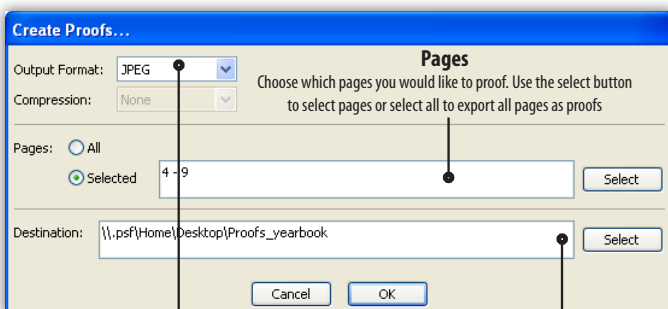 Create Proofs...
Output Format: JPEG
Compression: None
Pages
Choose which pages you would like to proof. Use the select button
to select pages or select all to export all pages as proofs
Pages: All
Selected 4 - 9 Select
Destination: \\.psf\Home\Desktop\Proofs_yearbook Select
Cancel OK